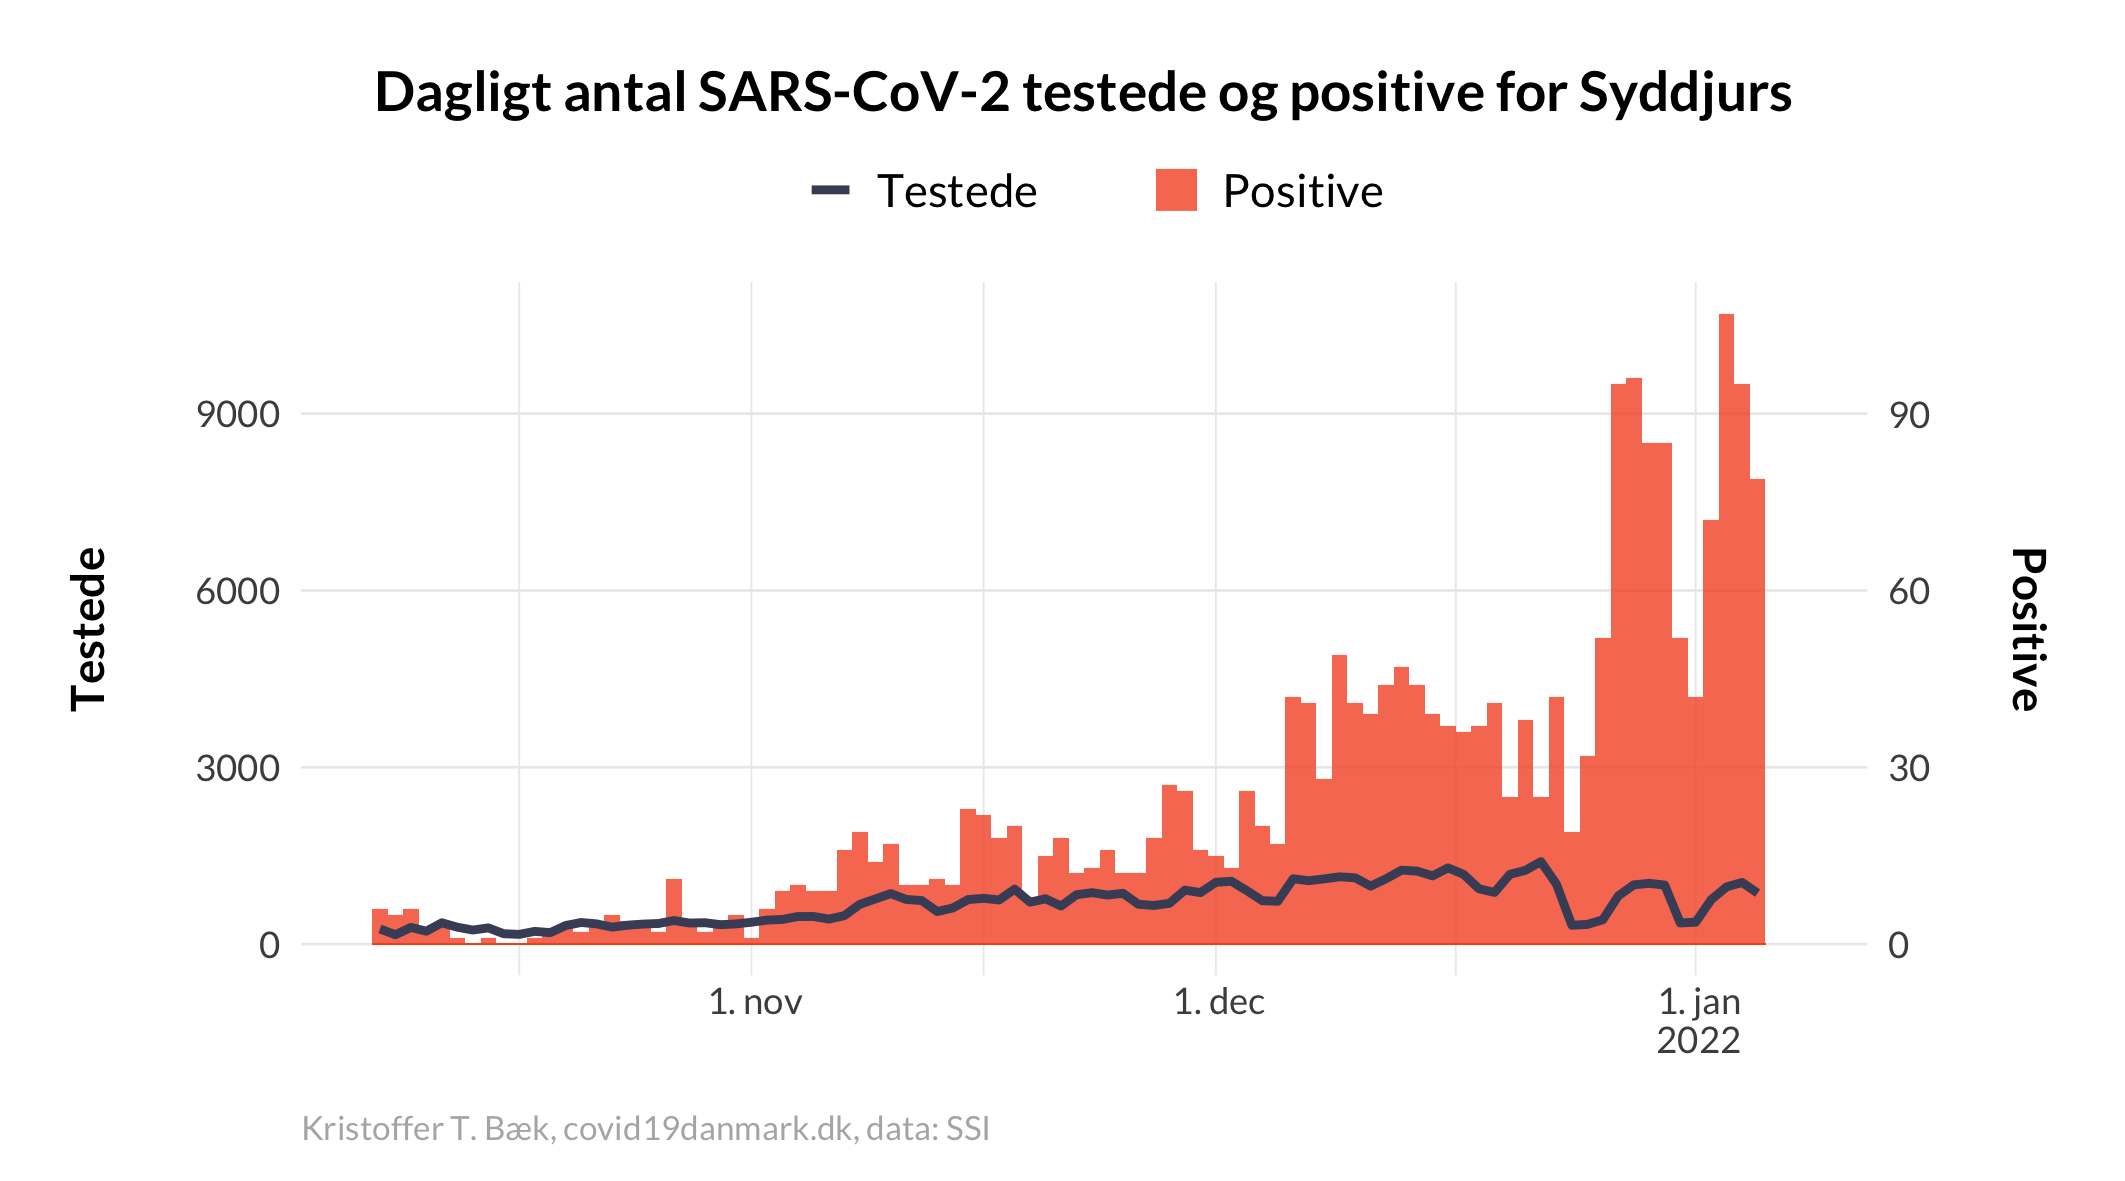 Dagligt antal SARS-CoV-2 testede og positive for Syddjurs
Testede
Positive
Testede
9000
6000
3000
0
90
60
30
0
Positive
1. nov
1. dec
1. jan
2022
Kristoffer T. Bæk, covid19danmark.dk, data: SSI